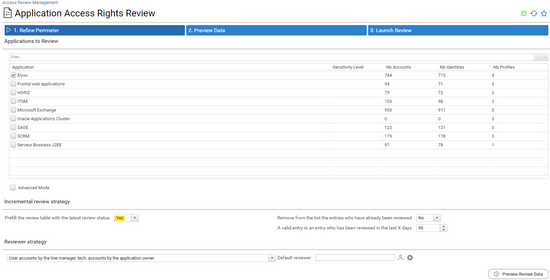 Access Review Management
Application Access Rights Review
1. Refine Perimeter 2. Preview Data 3. Launch Review
Applications to Review
Filter...
Application Sensitivity Level Nb Accounts Nb Identities Nb Profiles
Elyxo 744 715 4
Frontal web applications 94 71 3
HORIZ 75 72 2
ITSM 103 98 3
Microsoft Exchange 953 911 0
Oracle Applications Cluster 0 0 3
SAGE 123 121 3
SCRM 179 178 3
Serveur Business J2EE 97 78 1
Advanced Mode
Incremental review strategy
Prefill the review table with the latest review status Yes Remove from the list the entries who have already been reviewed No
A valid entry is an entry who has been reviewed in the last X days 90
Reviewer strategy
User accounts by the line manager, tech. accounts by the application owner Default reviewer
Preview Review Data